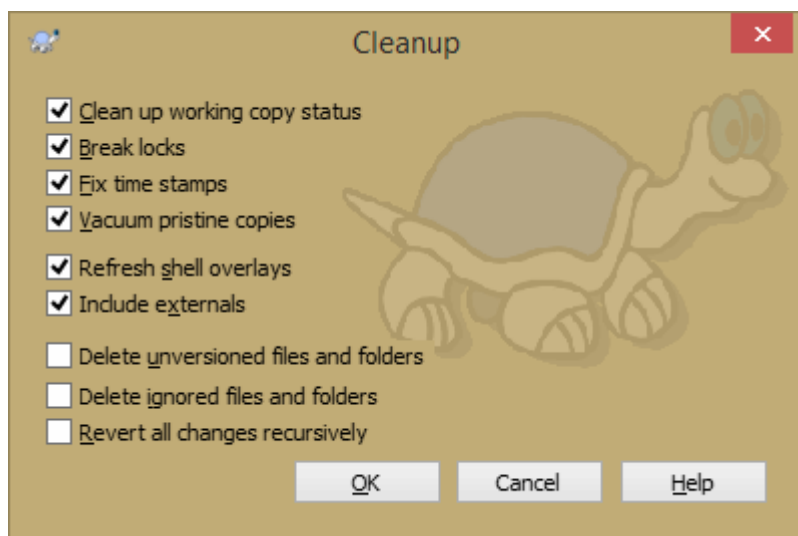 Cleanup
Clean up working copy status
Break locks
Fix time stamps
Vacuum pristine copies
Refresh shell overlays
Include externals
Delete unversioned files and folders
Delete ignored files and folders
Revert all changes recursively
OK Cancel Help